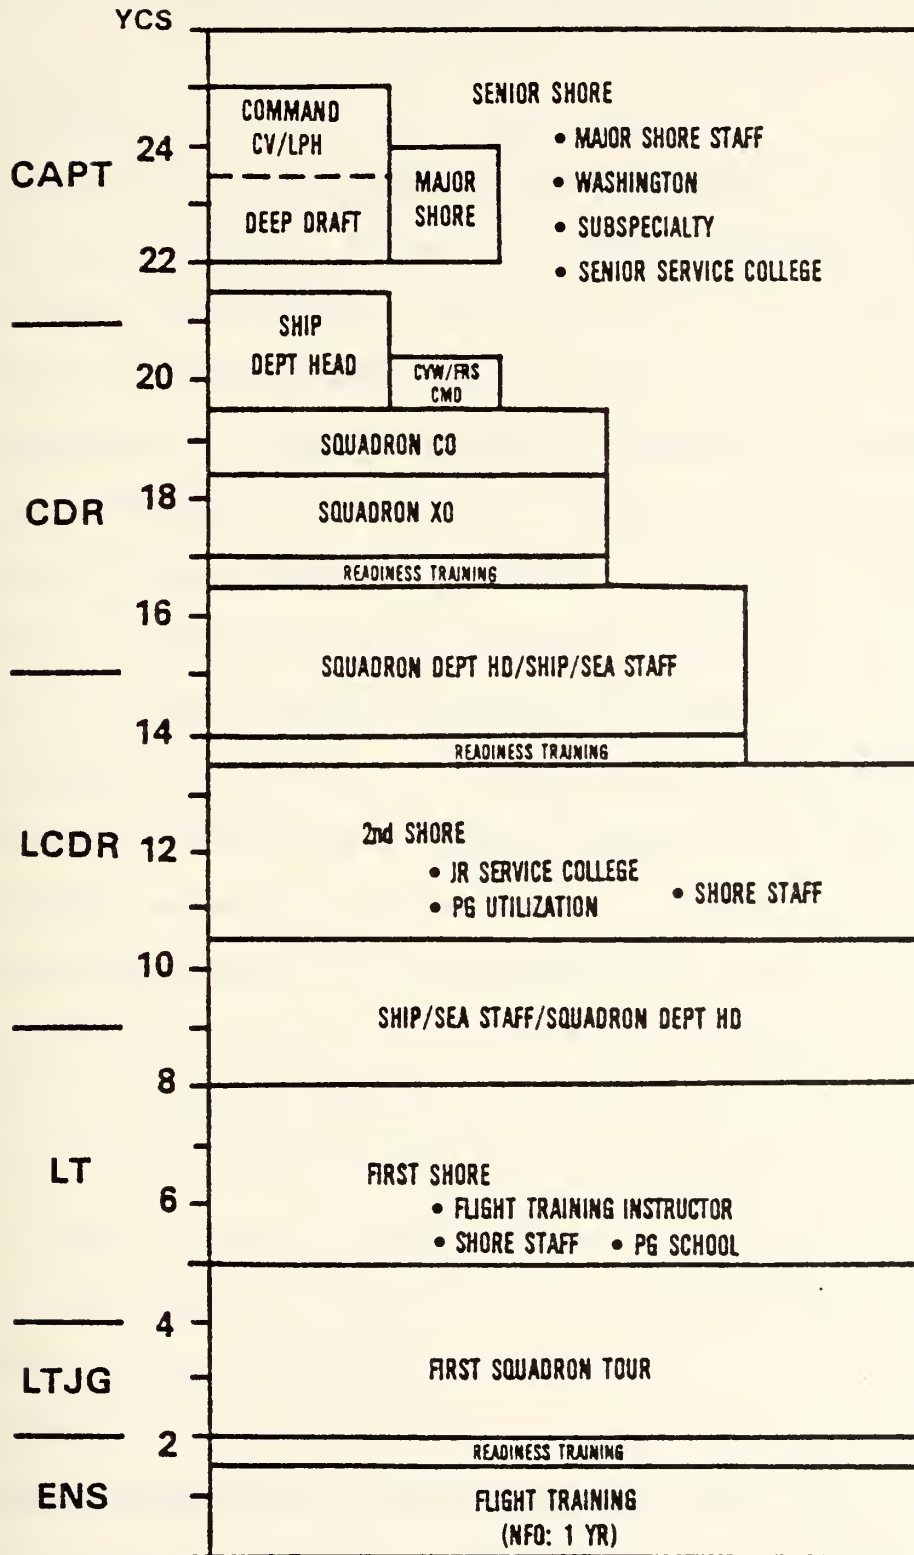 YCS
COMMAND
CV/LPH
SENIOR SHORE
24
• MAJOR SHORE STAFF
CAPT
MAJOR
SHORE
• WASHINGTON
DEEP DRAFT
• SUBSPECIALTY
22
• SENIOR SERVICE COLLEGE
SHIP
DEPT HEAD
20
CVW/FRS
CMD
SQUADRON CO
18
CDR
SQUADRON XO
READINESS TRAINING
16
SQUADRON DEPT HD/SHIP/SEA STAFF
14
READINESS TRAINING
LCDR
12
2nd SHORE
• JR SERVICE COLLEGE
• PG UTILIZATION
• SHORE STAFF
10
SHIP/SEA STAFF/SQUADRON DEPT HD
8
LT
FIRST SHORE
6
• FLIGHT TRAINING INSTRUCTOR
• SHORE STAFF • PG SCHOOL
4
LTJG
FIRST SQUADRON TOUR
2
READINESS TRAINING
ENS
FLIGHT TRAINING
(NFO: 1 YR)